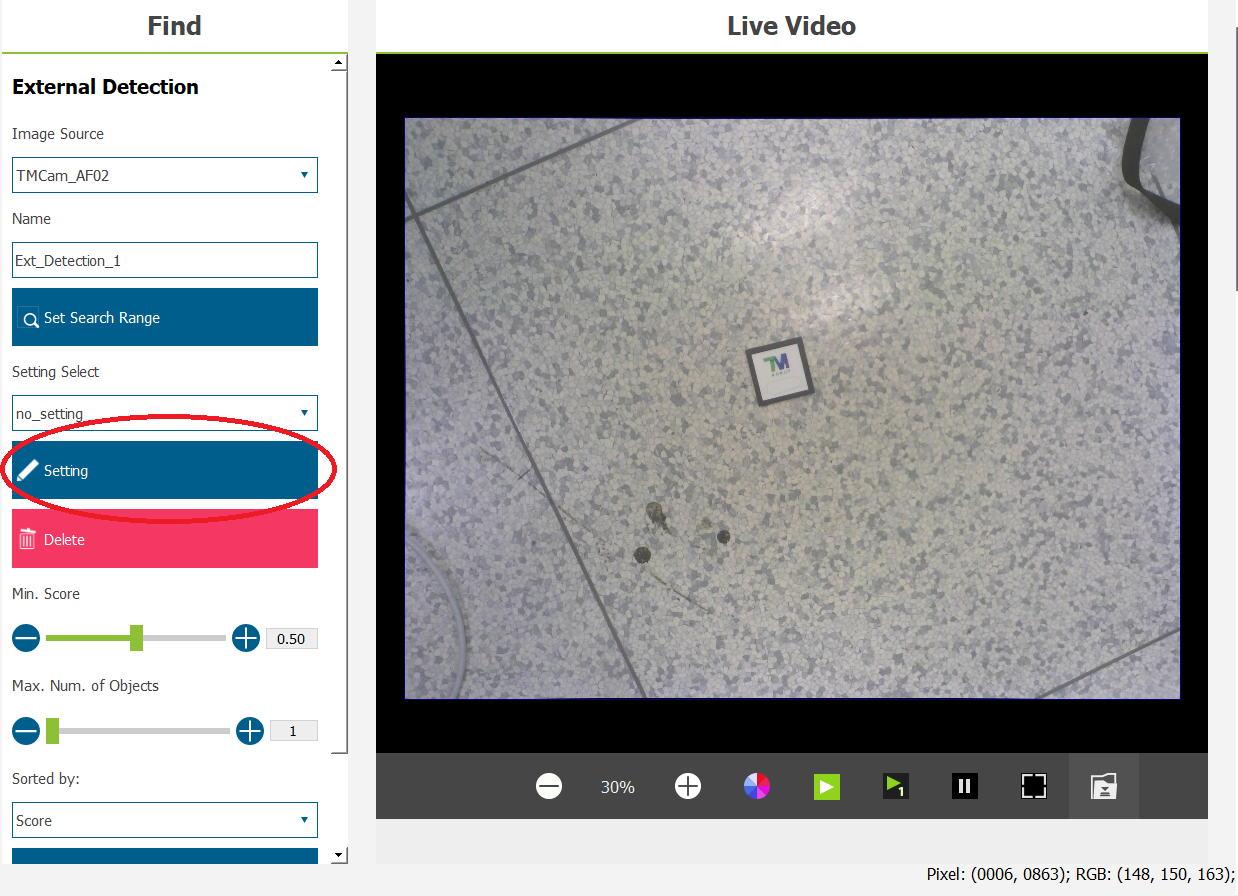 Find
External Detection
Image Source
TMCam_AF02
Name
Ext_Detection_1
Set Search Range
Setting Select
no_setting
Setting
Delete
Min. Score
0.50
Max. Num. of Objects
1
Sorted by:
Score
Live Video
TM
30%
1
Pixel: (0006, 0863); RGB: (148, 150, 163);